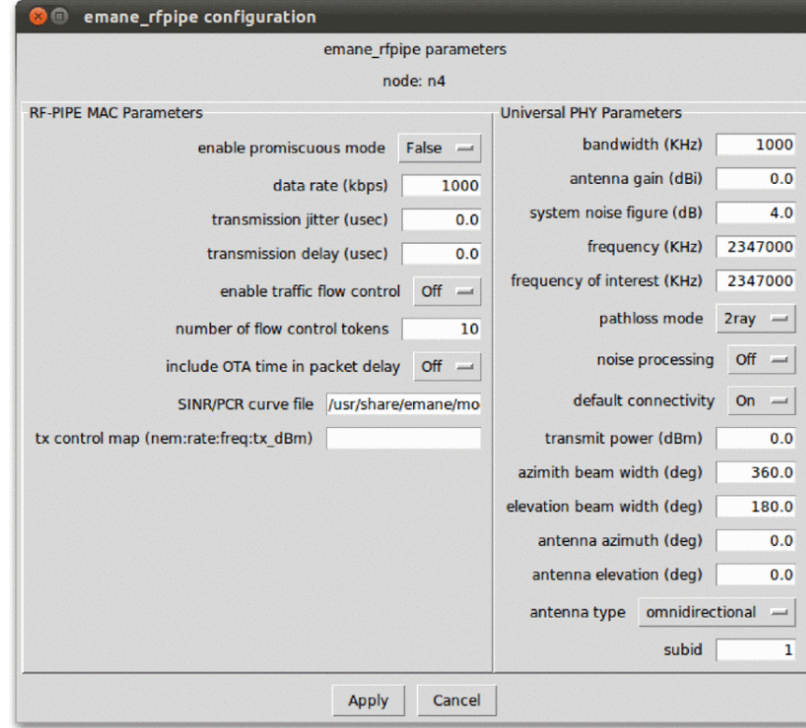 emane_rfpipe configuration
emane_rfpipe parameters
node: n4
RF-PIPE MAC Parameters
enable promiscuous mode False
data rate (kbps) 1000
transmission jitter (usec) 0.0
transmission delay (usec) 0.0
enable traffic flow control Off
number of flow control tokens 10
include OTA time in packet delay Off
SINR/PCR curve file /usr/share/emane/mo
tx control map (nem:rate:freq:tx_dBm)
Universal PHY Parameters
bandwidth (KHz) 1000
antenna gain (dBi) 0.0
system noise figure (dB) 4.0
frequency (KHz) 2347000
frequency of interest (KHz) 2347000
pathloss mode 2ray
noise processing Off
default connectivity On
transmit power (dBm) 0.0
azimith beam width (deg) 360.0
elevation beam width (deg) 180.0
antenna azimuth (deg) 0.0
antenna elevation (deg) 0.0
antenna type omnidirectional
subid 1
Apply Cancel